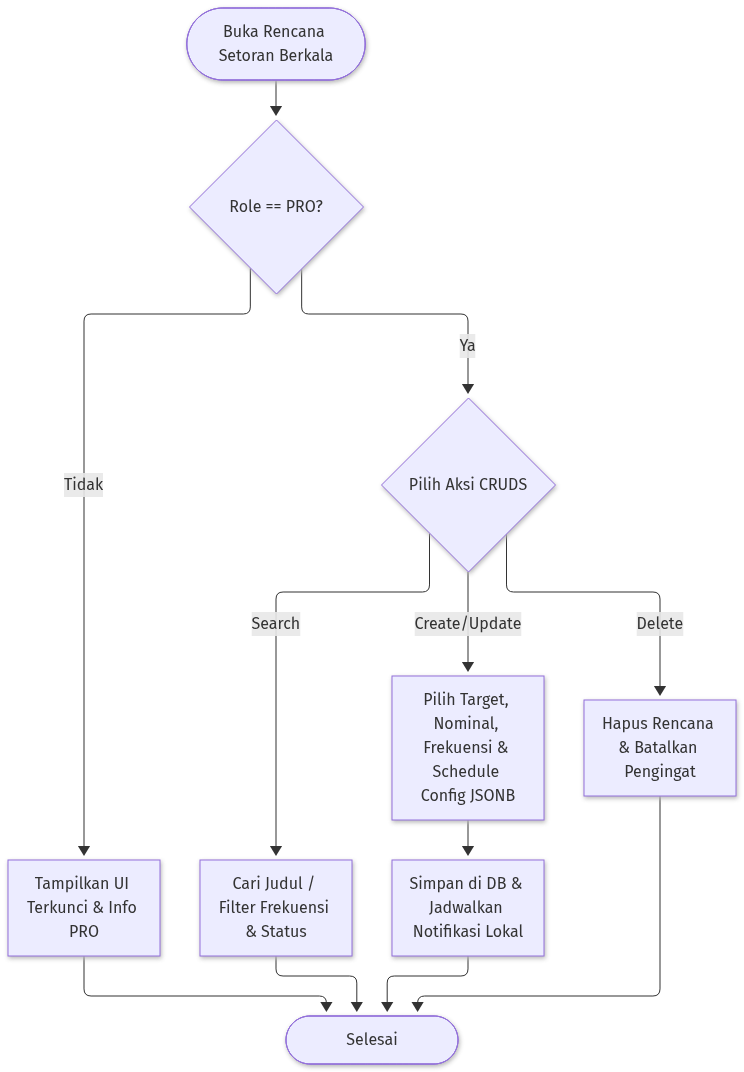 Buka Rencana
Setoran Berkala
Role == PRO?
Ya
Tidak
Pilih Aksi CRUDS
Search
Create/Update
Delete
Pilih Target,
Nominal,
Frekuensi &
Schedule
Config JSONB
Hapus Rencana
& Batalkan
Pengingat
Tampilkan UI
Terkunci & Info
PRO
Cari Judul /
Filter Frekuensi
& Status
Simpan di DB &
Jadwalkan
Notifikasi Lokal
Selesai